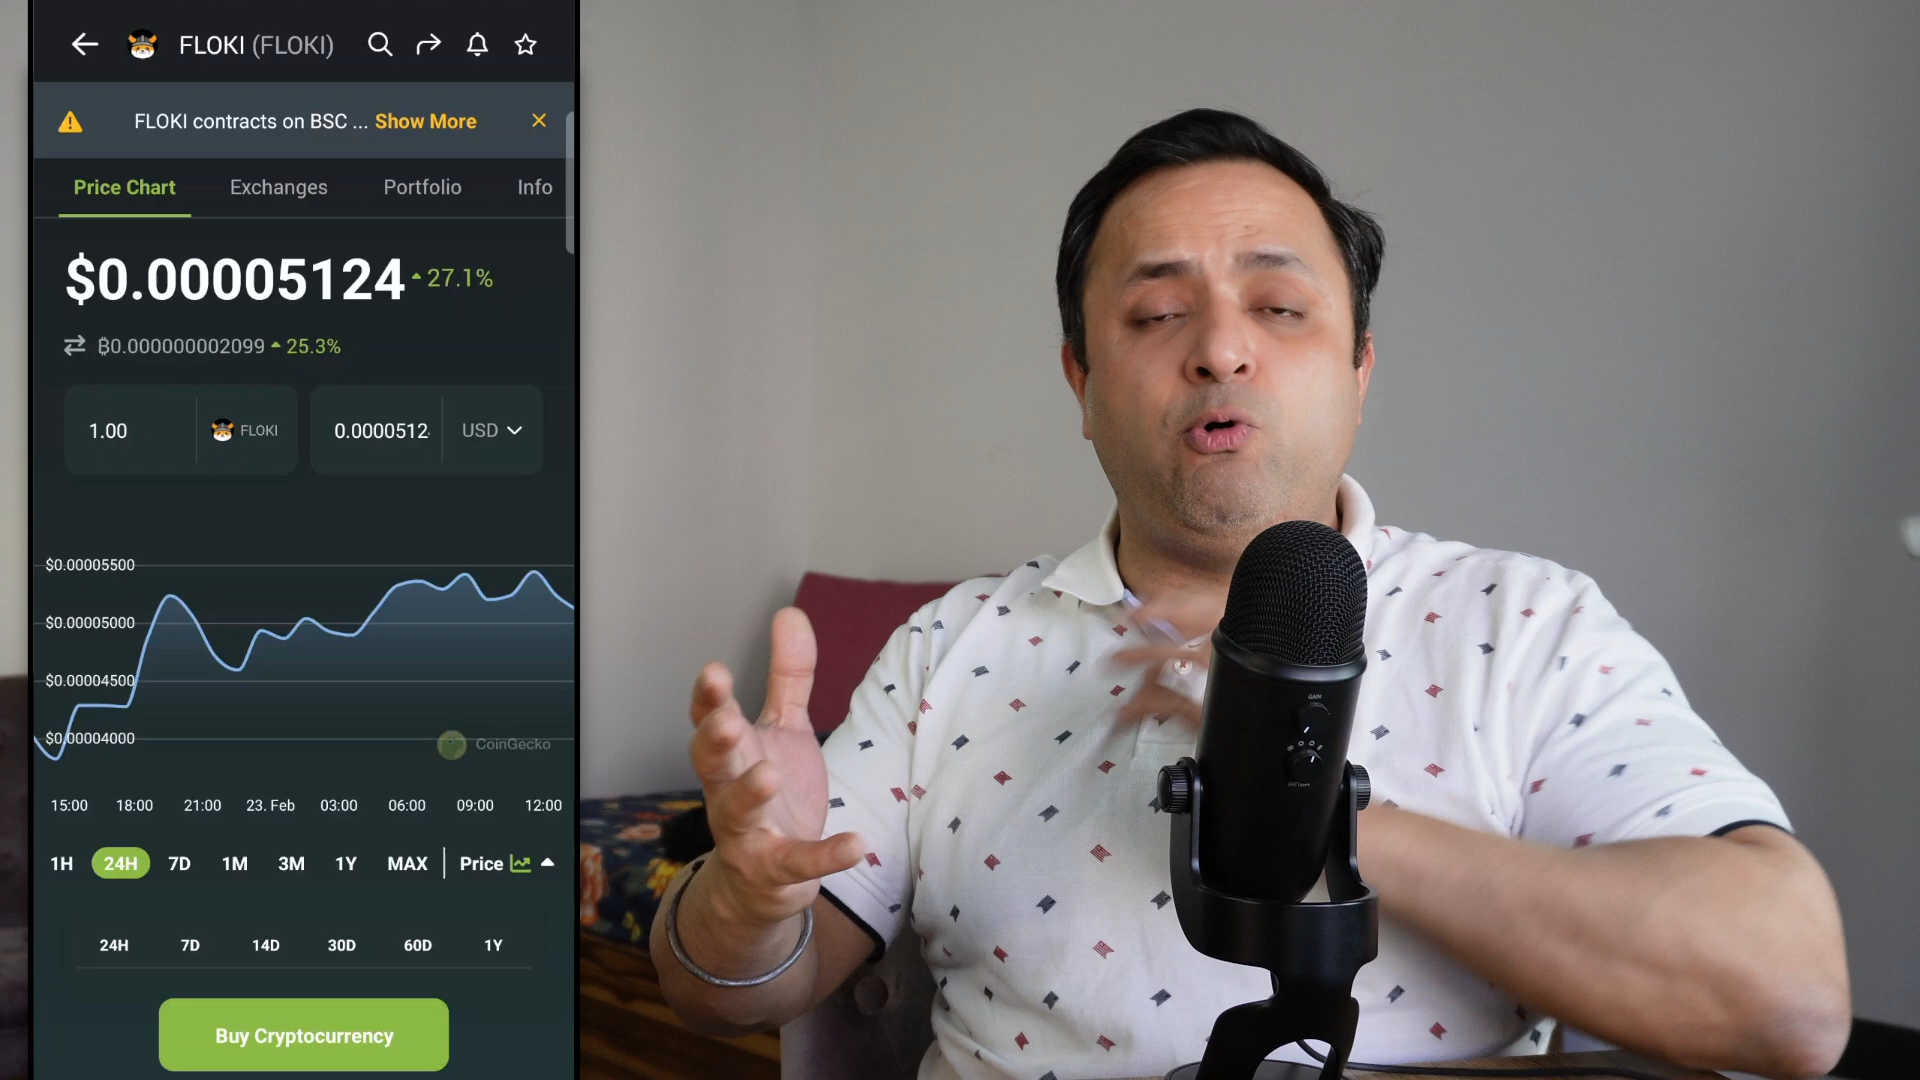 FLOKI (FLOKI)
FLOKI contracts on BSC ... Show More
Price Chart Exchanges Portfolio Info
$0.00005124 27.1%
₿0.000000002099 25.3%
1.00 FLOKI 0.0000512 USD
$0.00005500
$0.00005000
$0.00004500
$0.00004000
CoinGecko
15:00 18:00 21:00 23. Feb 03:00 06:00 09:00 12:00
1H 24H 7D 1M 3M 1Y MAX Price
24H 7D 14D 30D 60D 1Y
Buy Cryptocurrency
GAIN